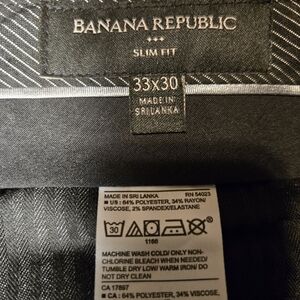 BANANA REPUBLIC
SLIM FIT
33x30
MADE IN
SRI LANKA
MADE IN SRI LANKA RN 54023
■ US: 64% POLYESTER, 34% RAYON/
VISCOSE, 2% SPANDEX/ELASTANE
30
1166
MACHINE WASH COLD/ ONLY NON-
CHLORINE BLEACH WHEN NEEDED/
TUMBLE DRY LOW/ WARM IRON/ DO
NOT DRY CLEAN
CA 17897
■ CA: 64% POLYESTER, 34% VISCOSE,